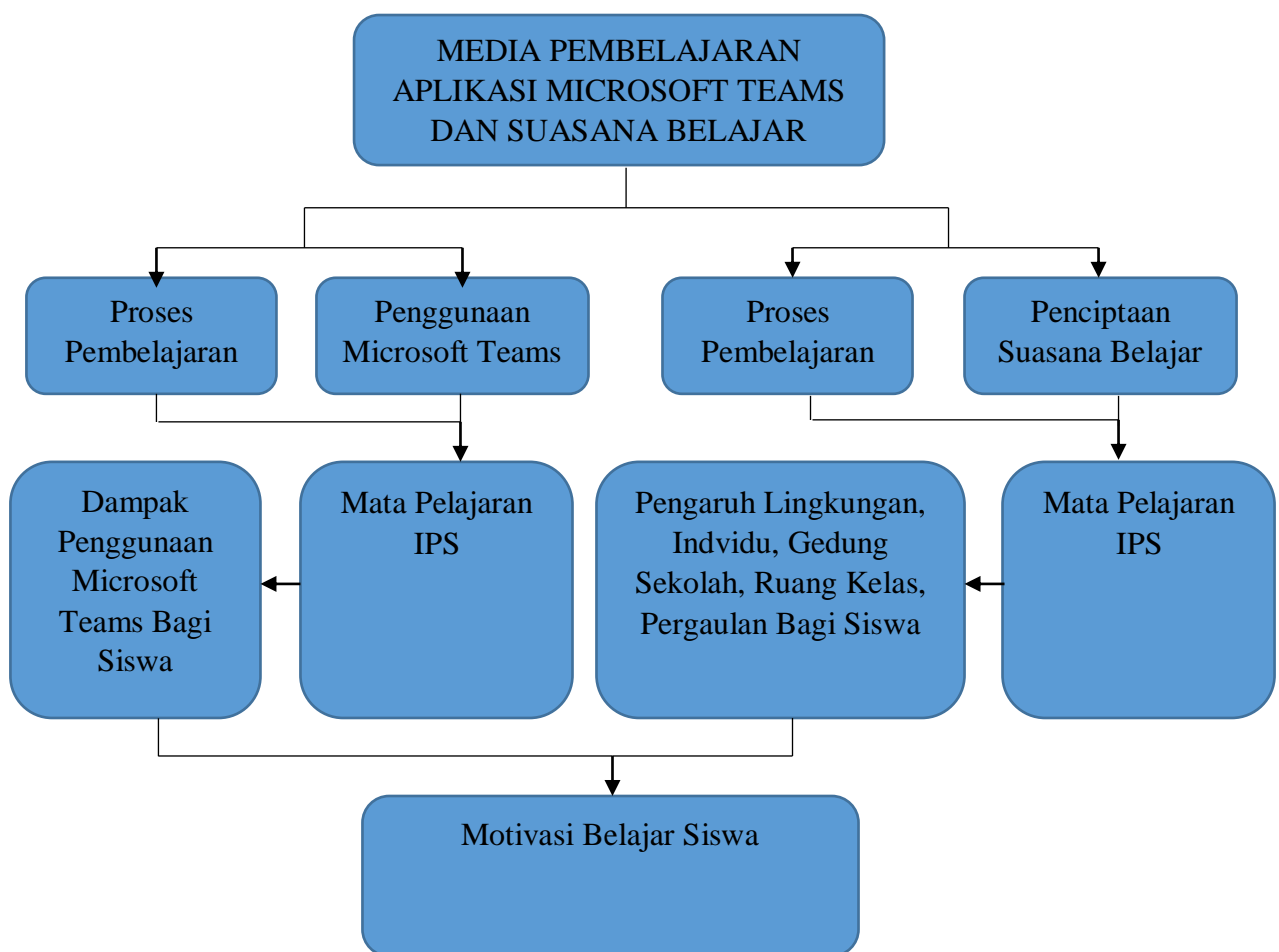 MEDIA PEMBELAJARAN
APLIKASI MICROSOFT TEAMS
DAN SUASANA BELAJAR
Proses
Pembelajaran
Penggunaan
Microsoft Teams
Proses
Pembelajaran
Penciptaan
Suasana Belajar
Dampak
Penggunaan
Microsoft
Teams Bagi
Siswa
Mata Pelajaran
IPS
Pengaruh Lingkungan,
Indvidu, Gedung
Sekolah, Ruang Kelas,
Pergaulan Bagi Siswa
Mata Pelajaran
IPS
Motivasi Belajar Siswa